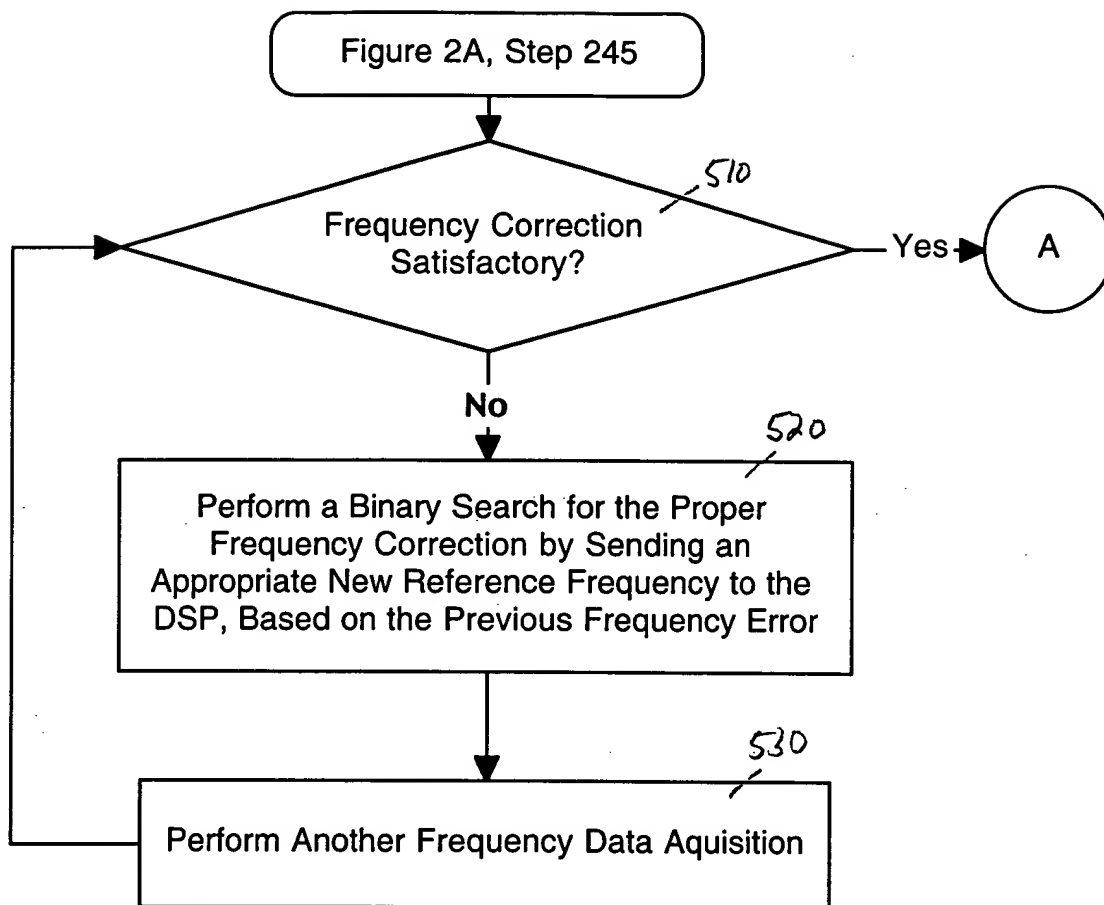 Figure 2A, Step 245
510
Frequency Correction
Satisfactory?
Yes
A
No
520
Perform a Binary Search for the Proper
Frequency Correction by Sending an
Appropriate New Reference Frequency to the
DSP, Based on the Previous Frequency Error
530
Perform Another Frequency Data Aquisition